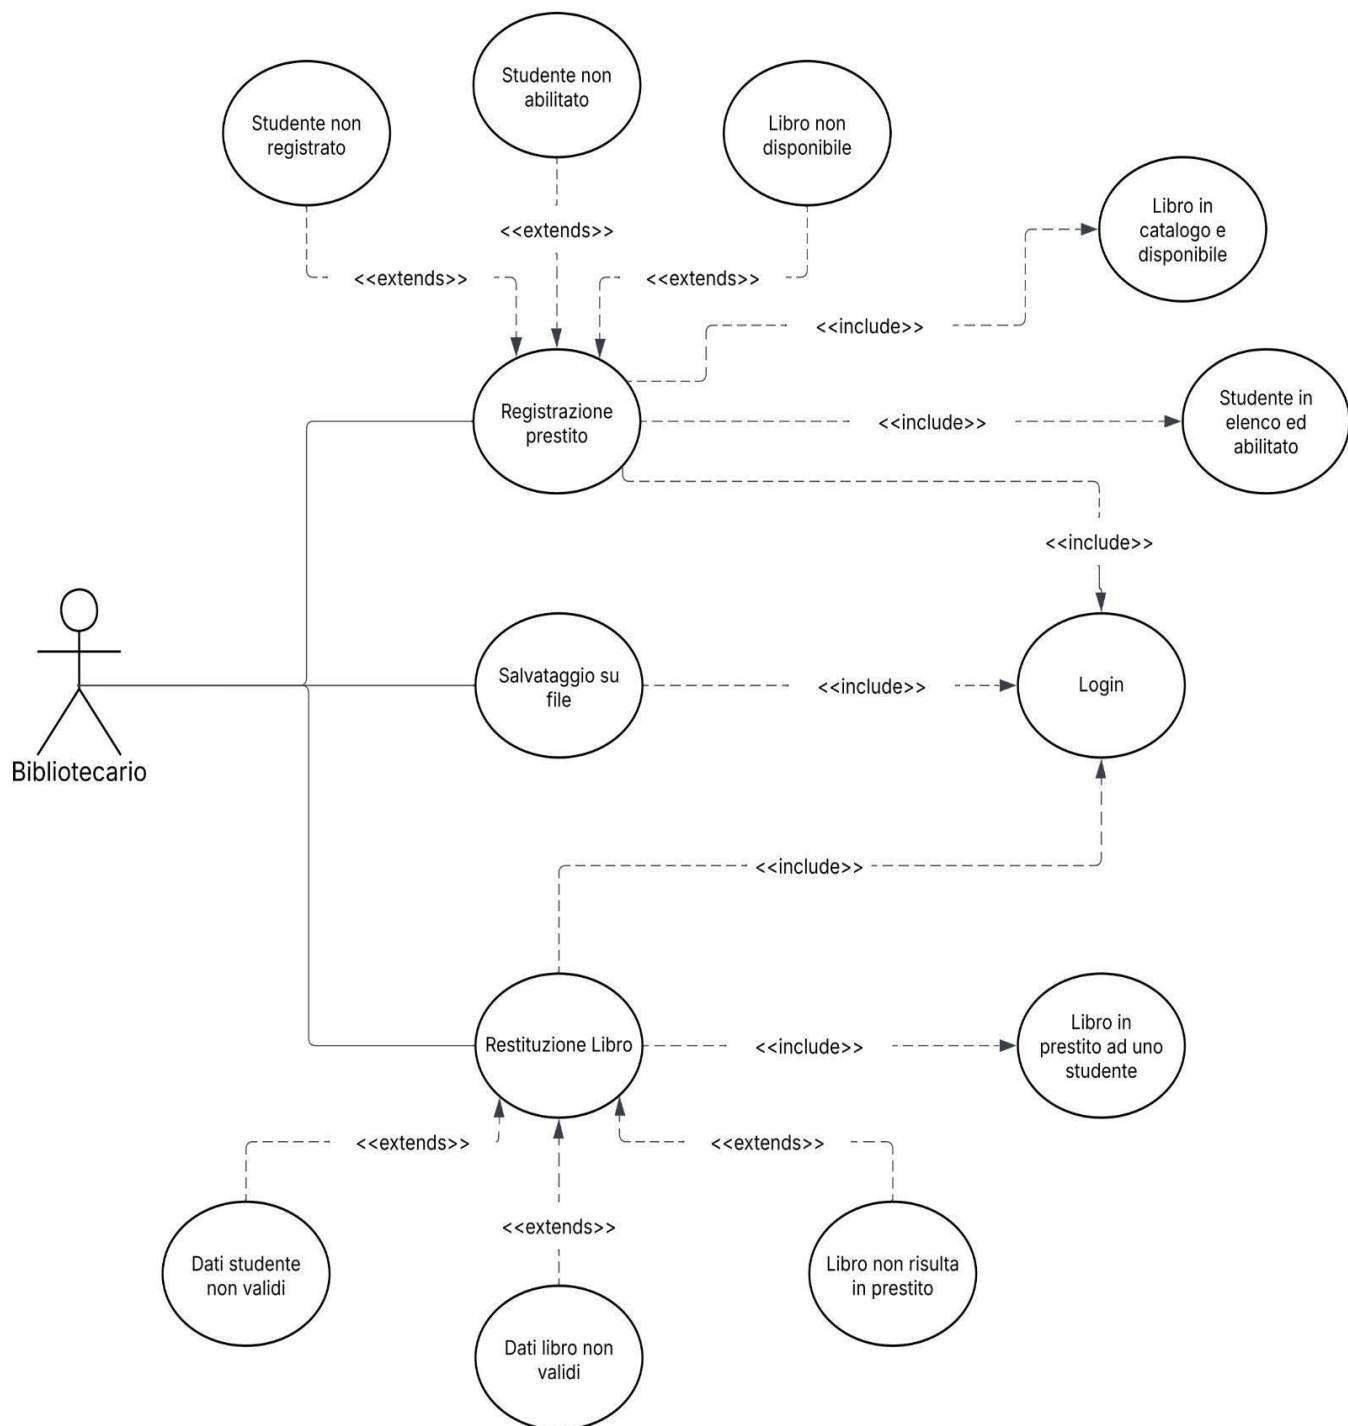 Studente non
abilitato
Studente non
registrato
Libro non
disponibile
Libro in
catalogo e
disponibile
<<extends>>
<<extends>>
<<extends>>
<<include>>
Registrazione
prestito
<<include>>
Studente in
elenco ed
abilitato
<<include>>
Bibliotecario
Salvataggio su
file
<<include>>
Login
<<include>>
Restituzione Libro
<<include>>
Libro in
prestito ad uno
studente
<<extends>>
<<extends>>
<<extends>>
Dati studente
non validi
Dati libro non
validi
Libro non risulta
in prestito